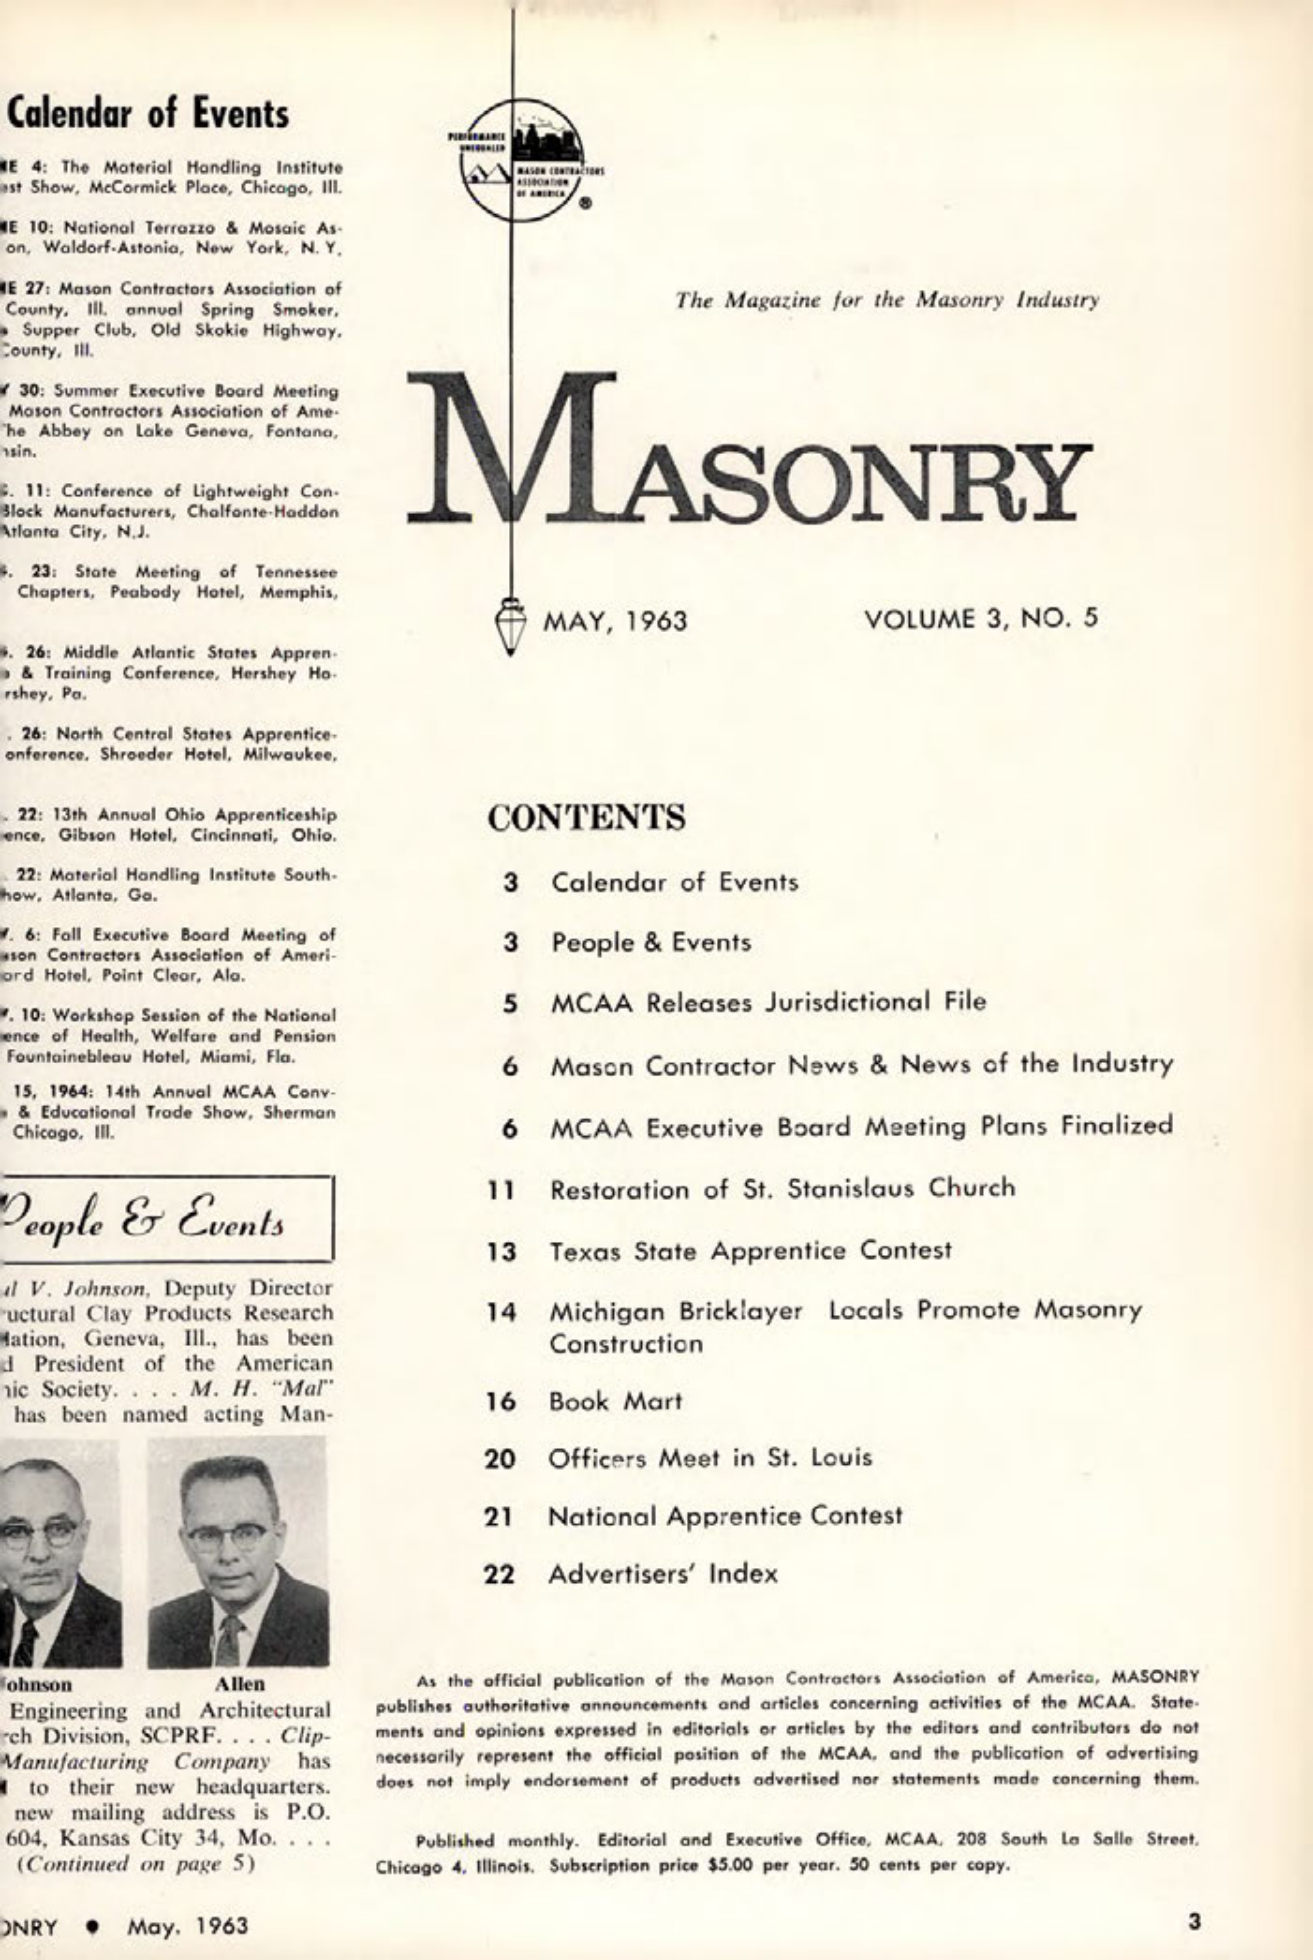 Calendar of Events
4: The Material Handling Institute
Show, McCormick Place, Chicago, Ill.
10: National Terrazzo & Mosaic As-
on, Waldorf-Astonia, New York, N. Y.
27: Mason Contractors Association of
County, Ill. annual Spring Smoker,
Supper Club, Old Skokie Highway,
County, Ill.
30: Summer Executive Board Meeting
Mason Contractors Association of Ame-
The Abbey on Lake Geneva, Fontana,
nsin.
11: Conference of Lightweight Con-
Block Manufacturers, Chalfonte-Haddon
Atlanta City, N.J.
23: State Meeting of Tennessee
Chapters, Peabody Hotel, Memphis,
26: Middle Atlantic States Appren-
& Training Conference, Hershey Ho-
rshey, Pa.
. 26: North Central States Apprentice-
onference, Shroeder Hotel, Milwaukee,
. 22: 13th Annual Ohio Apprenticeship
ence, Gibson Hotel, Cincinnati, Ohio.
22: Material Handling Institute South-
how, Atlanta, Ga.
. 6: Fall Executive Board Meeting of
ason Contractors Association of Ameri-
ard Hotel, Point Clear, Ala.
. 10: Workshop Session of the National
ence of Health, Welfare and Pension
Fountainebleau Hotel, Miami, Fla.
15, 1964: 14th Annual MCAA Conv-
& Educational Trade Show, Sherman
Chicago, Ill.
People & Events
V. Johnson, Deputy Director
uctural Clay Products Research
dation, Geneva, Ill., has been
d President of the American
nic Society. . . . M. H. "Mal"
has been named acting Man-
Johnson Allen
Engineering and Architectural
rch Division, SCPRF. . . . Clip-
Manufacturing Company has
to their new headquarters.
new mailing address is P.O.
604, Kansas City 34, Mo. . . .
(Continued on page 5)
ONRY • May, 1963
PERFORMANCE
UNEQUALED
MASON CONTRACTORS
ASSOCIATION
OF AMERICA
®
The Magazine for the Masonry Industry
MASONRY
MAY, 1963 VOLUME 3, NO. 5
CONTENTS
3 Calendar of Events
3 People & Events
5 MCAA Releases Jurisdictional File
6 Mason Contractor News & News of the Industry
6 MCAA Executive Board Meeting Plans Finalized
11 Restoration of St. Stanislaus Church
13 Texas State Apprentice Contest
14 Michigan Bricklayer Locals Promote Masonry
Construction
16 Book Mart
20 Officers Meet in St. Louis
21 National Apprentice Contest
22 Advertisers' Index
As the official publication of the Mason Contractors Association of America, MASONRY
publishes authoritative announcements and articles concerning activities of the MCAA. State-
ments and opinions expressed in editorials or articles by the editors and contributors do not
necessarily represent the official position of the MCAA, and the publication of advertising
does not imply endorsement of products advertised nor statements made concerning them.
Published monthly. Editorial and Executive Office, MCAA, 208 South La Salle Street,
Chicago 4, Illinois. Subscription price $5.00 per year. 50 cents per copy.
3